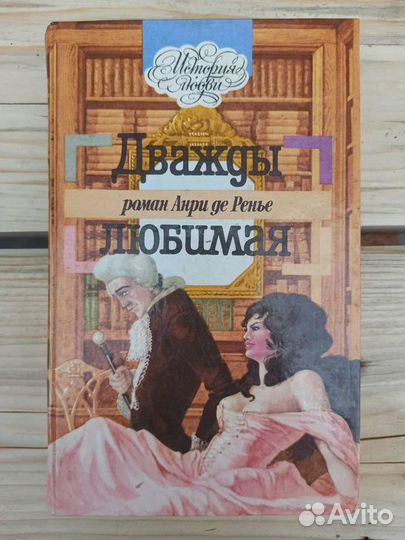 История
любви
Дважды
роман Анри де Ренье
любимая
Avito